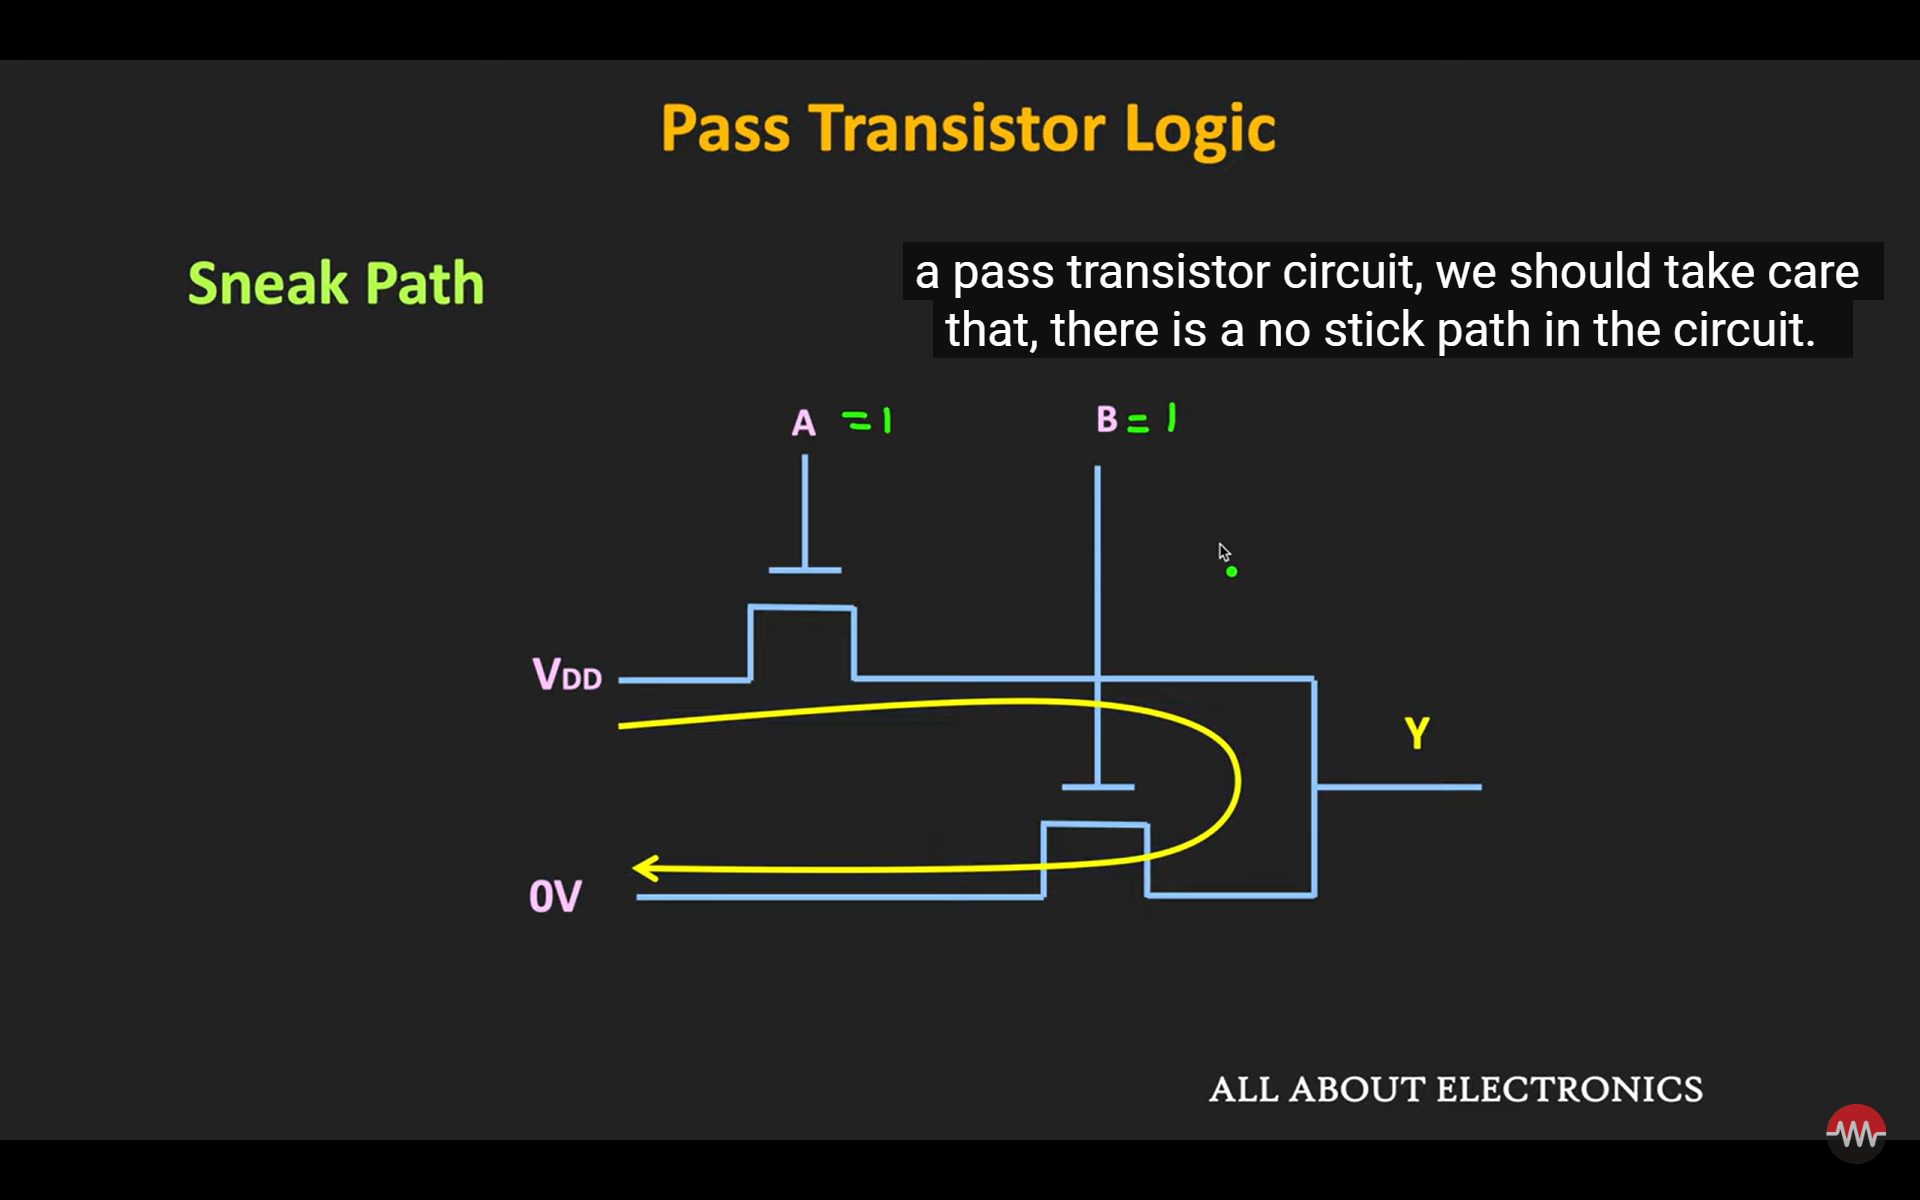 Pass Transistor Logic
Sneak Path
a pass transistor circuit, we should take care
that, there is a no stick path in the circuit.
A = 1
B = 1
VDD
Y
0V
ALL ABOUT ELECTRONICS